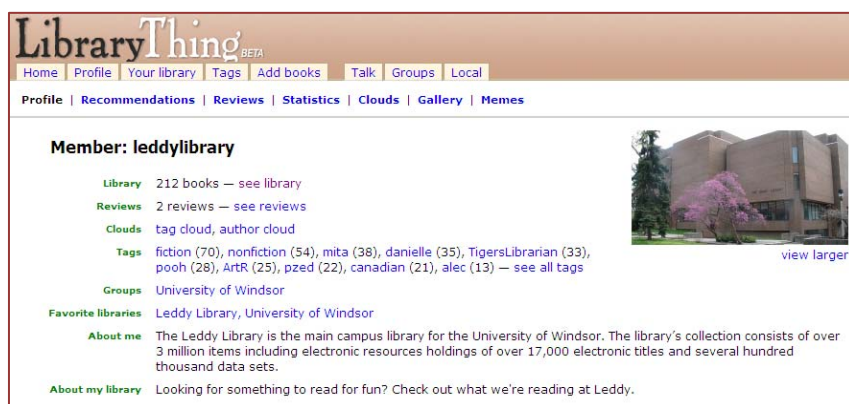 LibraryThing BETA
Home Profile Your library Tags Add books Talk Groups Local
Profile | Recommendations | Reviews | Statistics | Clouds | Gallery | Memes
Member: leddylibrary
Library 212 books — see library
Reviews 2 reviews — see reviews
Clouds tag cloud, author cloud
Tags fiction (70), nonfiction (54), mita (38), danielle (35), TigersLibrarian (33),
pooh (28), ArtR (25), pzed (22), canadian (21), alec (13) — see all tags
view larger
Groups University of Windsor
Favorite libraries Leddy Library, University of Windsor
About me The Leddy Library is the main campus library for the University of Windsor. The library's collection consists of over
3 million items including electronic resources holdings of over 17,000 electronic titles and several hundred
thousand data sets.
About my library Looking for something to read for fun? Check out what we're reading at Leddy.